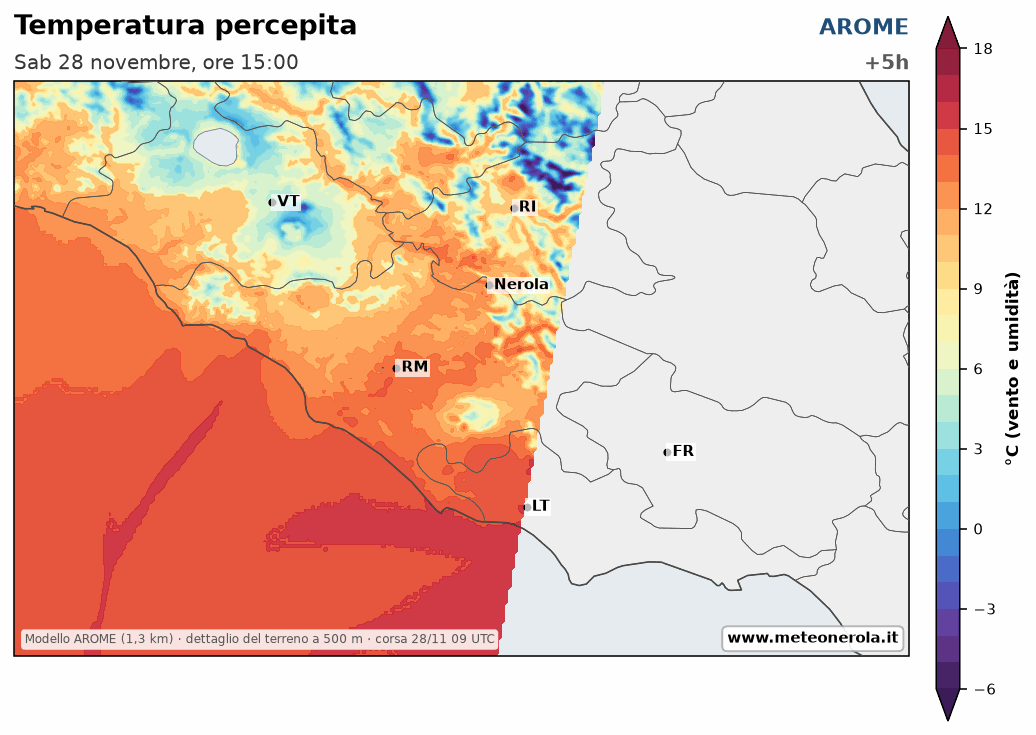 Temperatura percepita
AROME
Sab 28 novembre, ore 15:00
+5h
VT
RI
Nerola
RM
FR
LT
Modello AROME (1,3 km) · dettaglio del terreno a 500 m · corsa 28/11 09 UTC
www.meteonerola.it
18
15
12
9
6
3
0
−3
−6
°C (vento e umidità)